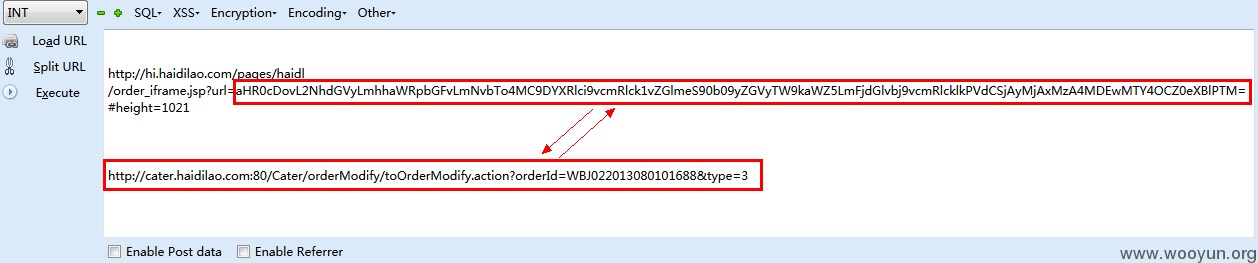 INT SQL- XSS- Encryption- Encoding- Other-
Load URL
Split URL
Execute
http://hi.haidilao.com/pages/haidl
/order_iframe.jsp?url=aHR0cDovL2NhdGVyLmhhaWRpbGFvLmNvbTo4MC9DYXRlci9vcmRlck1vZGlmeS90b09yZGVyTW9kaWZ5LmFjdGlvbj9vcmRlcklkPVdCSjAyMjAxMzA4MDEwMTY4OCZ0eXBlPTM=
#height=1021
http://cater.haidilao.com:80/Cater/orderModify/toOrderModify.action?orderId=WBJ022013080101688&type=3
Enable Post data Enable Referrer
www.wooyun.org